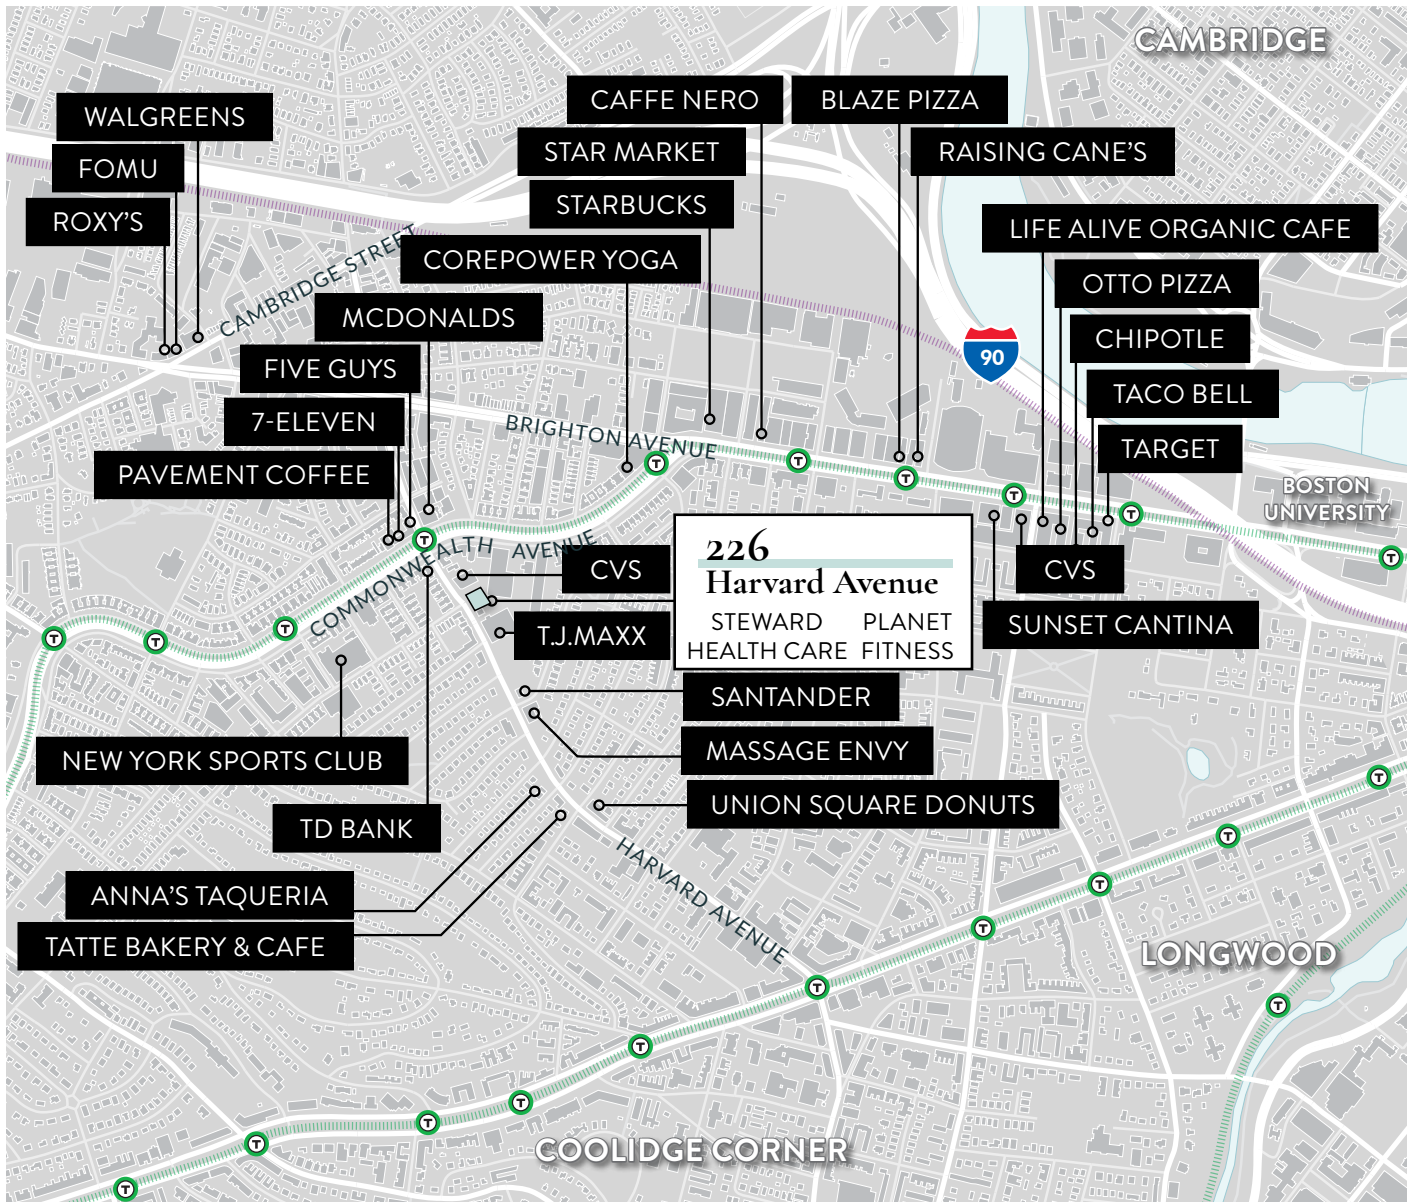 CAMBRIDGE
CAFFE NERO
BLAZE PIZZA
WALGREENS
STAR MARKET
RAISING CANE'S
FOMU
STARBUCKS
ROXY'S
LIFE ALIVE ORGANIC CAFE
CAMBRIDGE STREET
COREPOWER YOGA
OTTO PIZZA
MCDONALDS
CHIPOTLE
90
FIVE GUYS
TACO BELL
7-ELEVEN
BRIGHTON AVENUE
TARGET
PAVEMENT COFFEE
BOSTON
UNIVERSITY
T
T
T
T
T
T
T
T
COMMONWEALTH AVENUE
226
Harvard Avenue
STEWARD PLANET
HEALTH CARE FITNESS
CVS
CVS
T.J.MAXX
SUNSET CANTINA
T
T
T
SANTANDER
MASSAGE ENVY
NEW YORK SPORTS CLUB
UNION SQUARE DONUTS
TD BANK
T
T
HARVARD AVENUE
ANNA'S TAQUERIA
T
T
TATTE BAKERY & CAFE
LONGWOOD
T
T
T
T
T
T
COOLIDGE CORNER
T
T